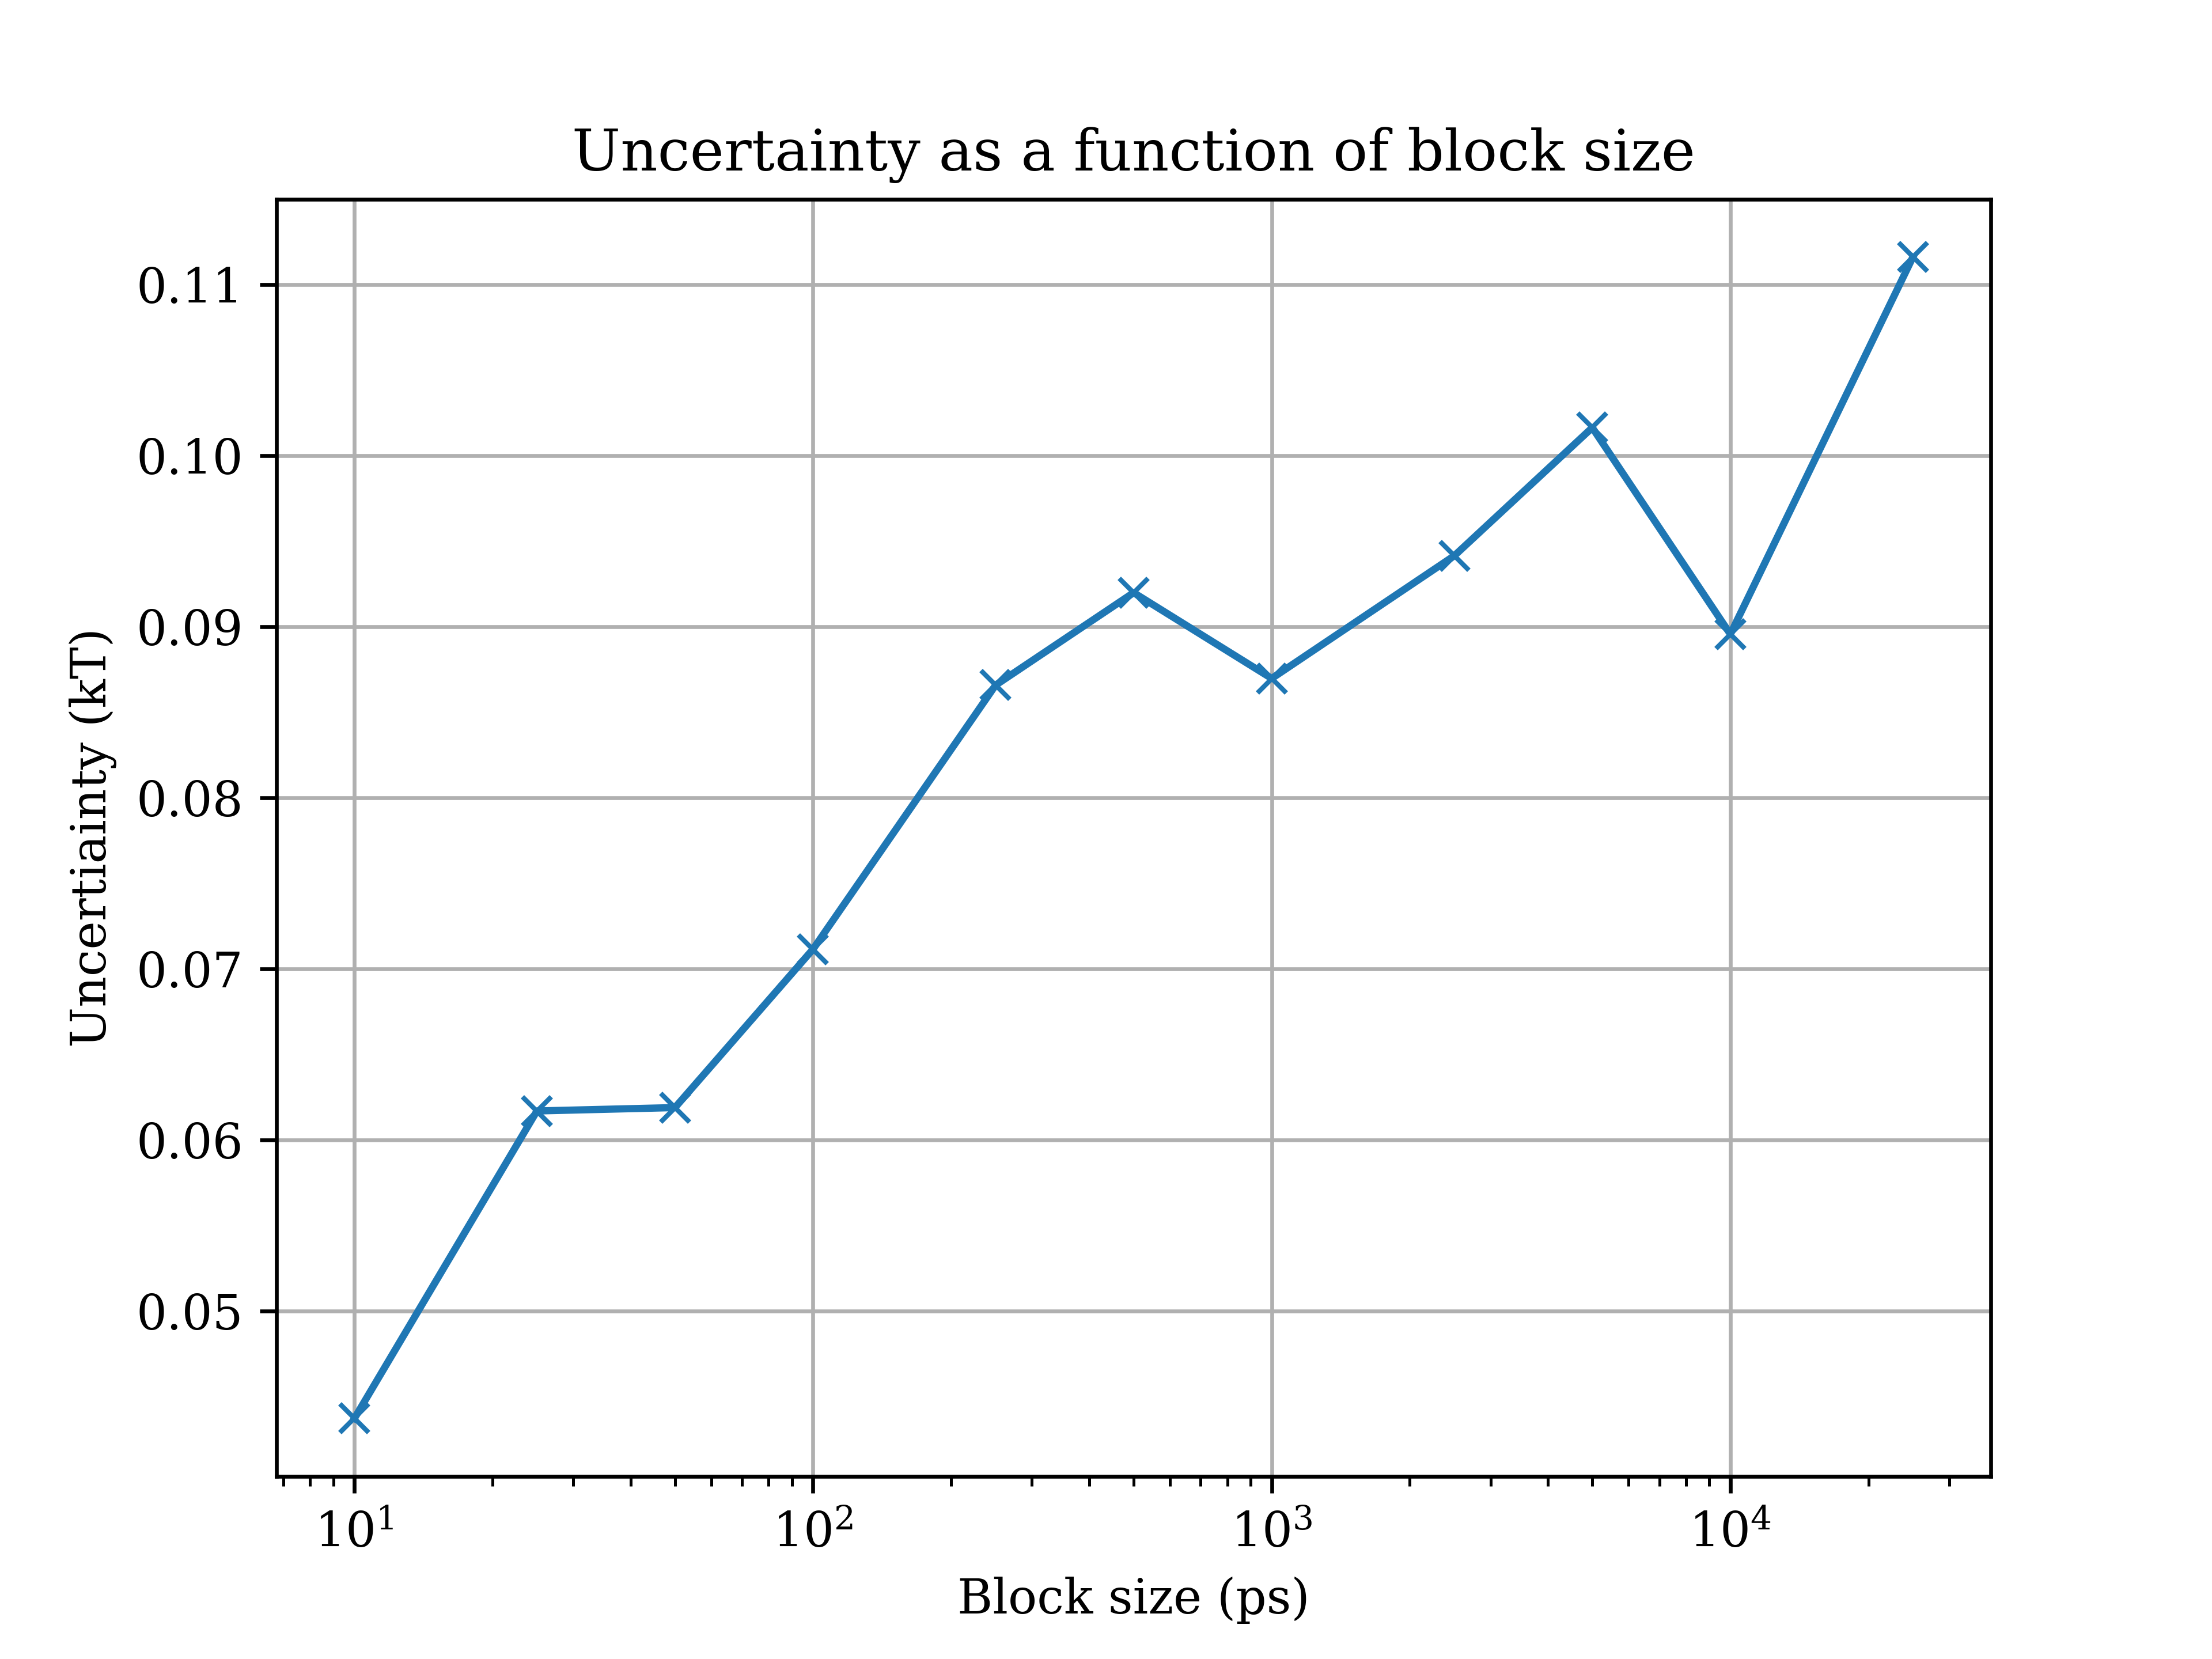 Uncertainty as a function of block size
0.11
0.10
0.09
0.08
0.07
0.06
0.05
Uncertiainty (kT)
10¹ 10² 10³ 10⁴
Block size (ps)